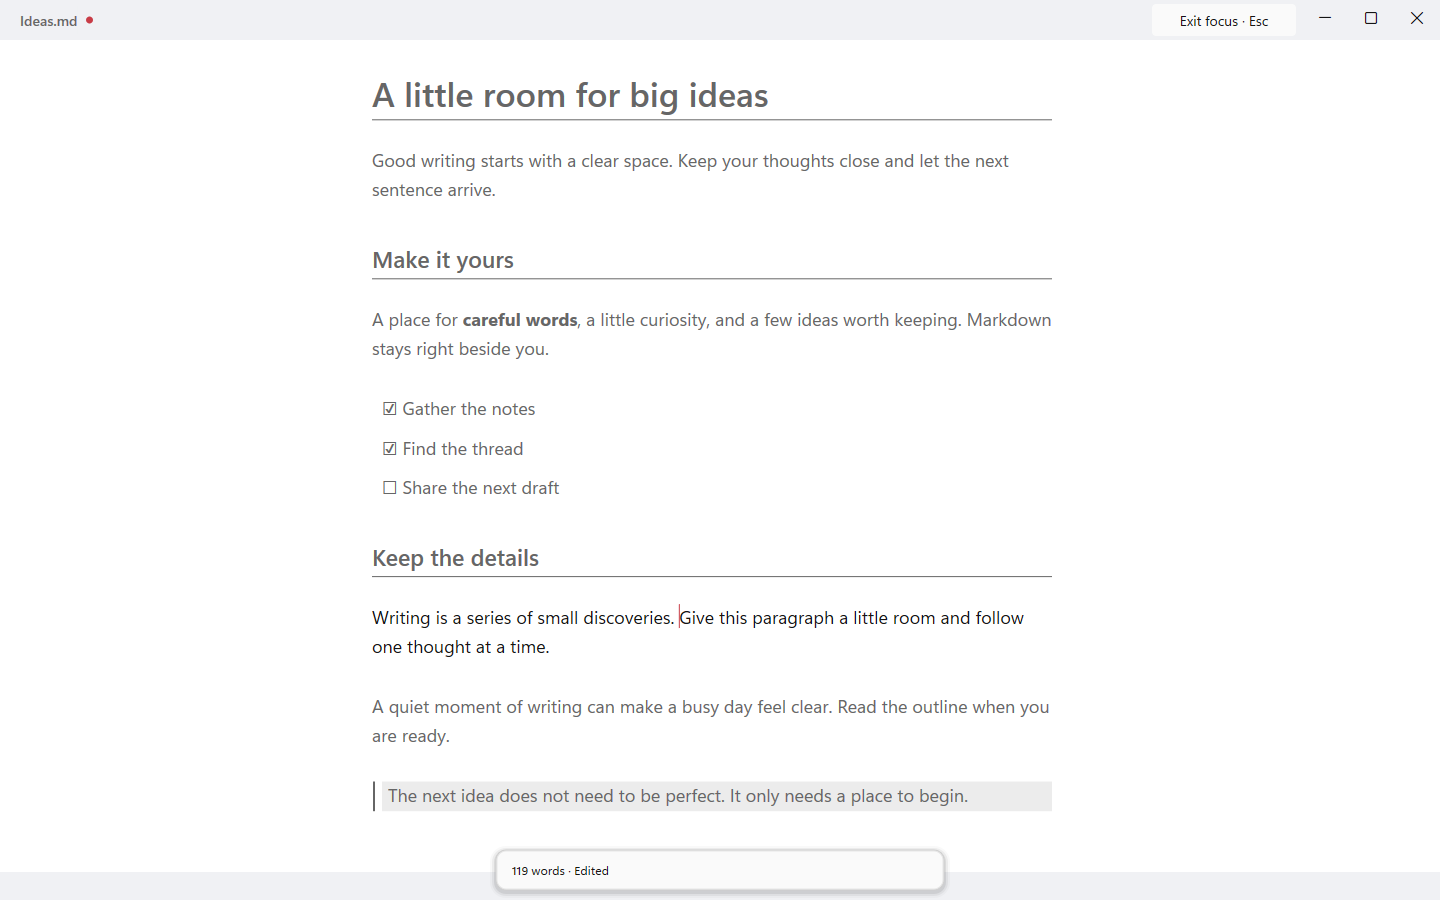 Ideas.md
Exit focus · Esc
A little room for big ideas
Good writing starts with a clear space. Keep your thoughts close and let the next
sentence arrive.
Make it yours
A place for careful words, a little curiosity, and a few ideas worth keeping. Markdown
stays right beside you.
☑ Gather the notes
☑ Find the thread
☐ Share the next draft
Keep the details
Writing is a series of small discoveries. Give this paragraph a little room and follow
one thought at a time.
A quiet moment of writing can make a busy day feel clear. Read the outline when you
are ready.
The next idea does not need to be perfect. It only needs a place to begin.
119 words · Edited